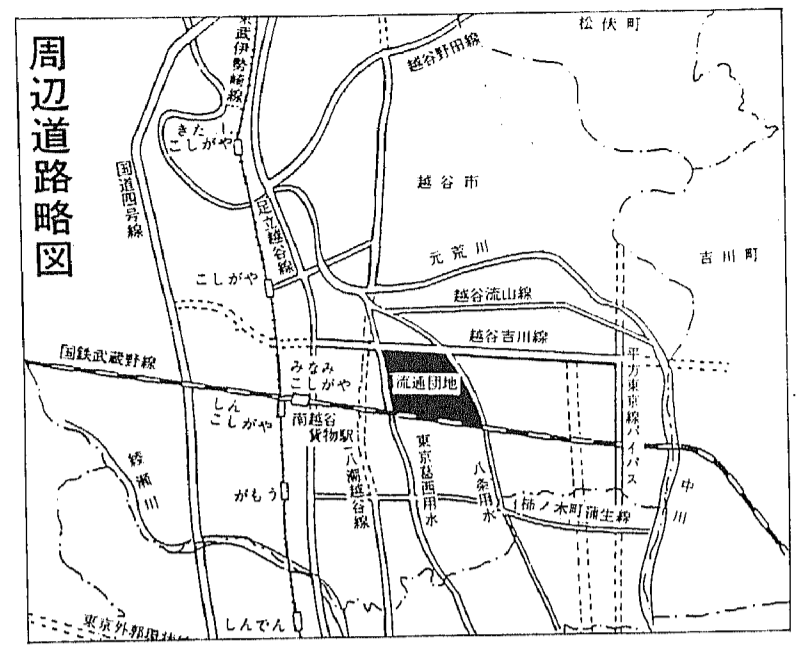 周辺道路略図
松伏町
越谷野田線
東武伊勢崎線
きた
こしがや
国道四号線
越谷市
足立越谷線
元荒川
吉川町
こしがや
越谷流山線
越谷吉川線
国鉄武蔵野線
みなみ
こしがや
流通団地
平方東京線バイパス
しん
こしがや
南越谷
貨物駅
綾瀬川
八潮越谷線
東京葛西用水
八条用水
がもう
柿ノ木町蒲生線
中川
東京外郭環状
しんでん